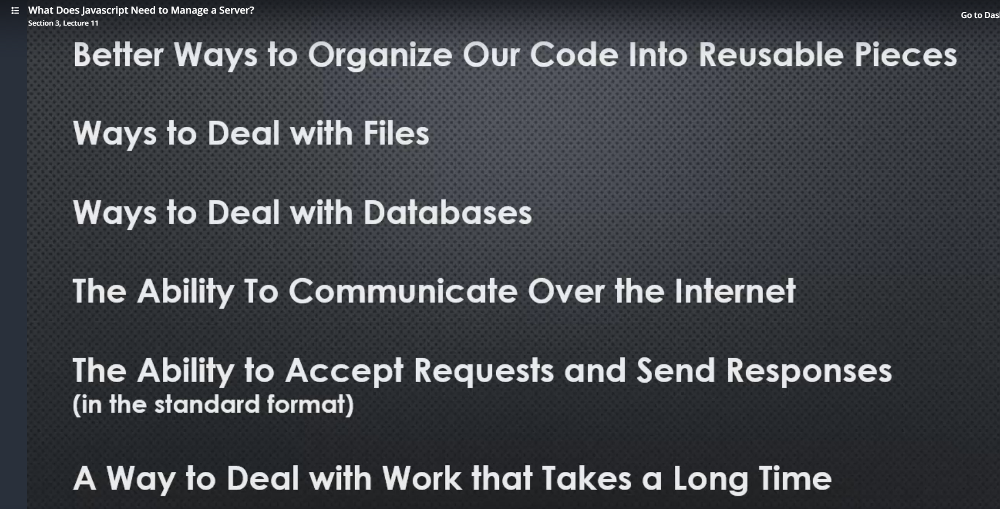 What Does Javascript Need to Manage a Server?
Section 3, Lecture 11
Go to
Better Ways to Organize Our Code Into Reusable Pieces
Ways to Deal with Files
Ways to Deal with Databases
The Ability To Communicate Over the Internet
The Ability to Accept Requests and Send Responses
(in the standard format)
A Way to Deal with Work that Takes a Long Time